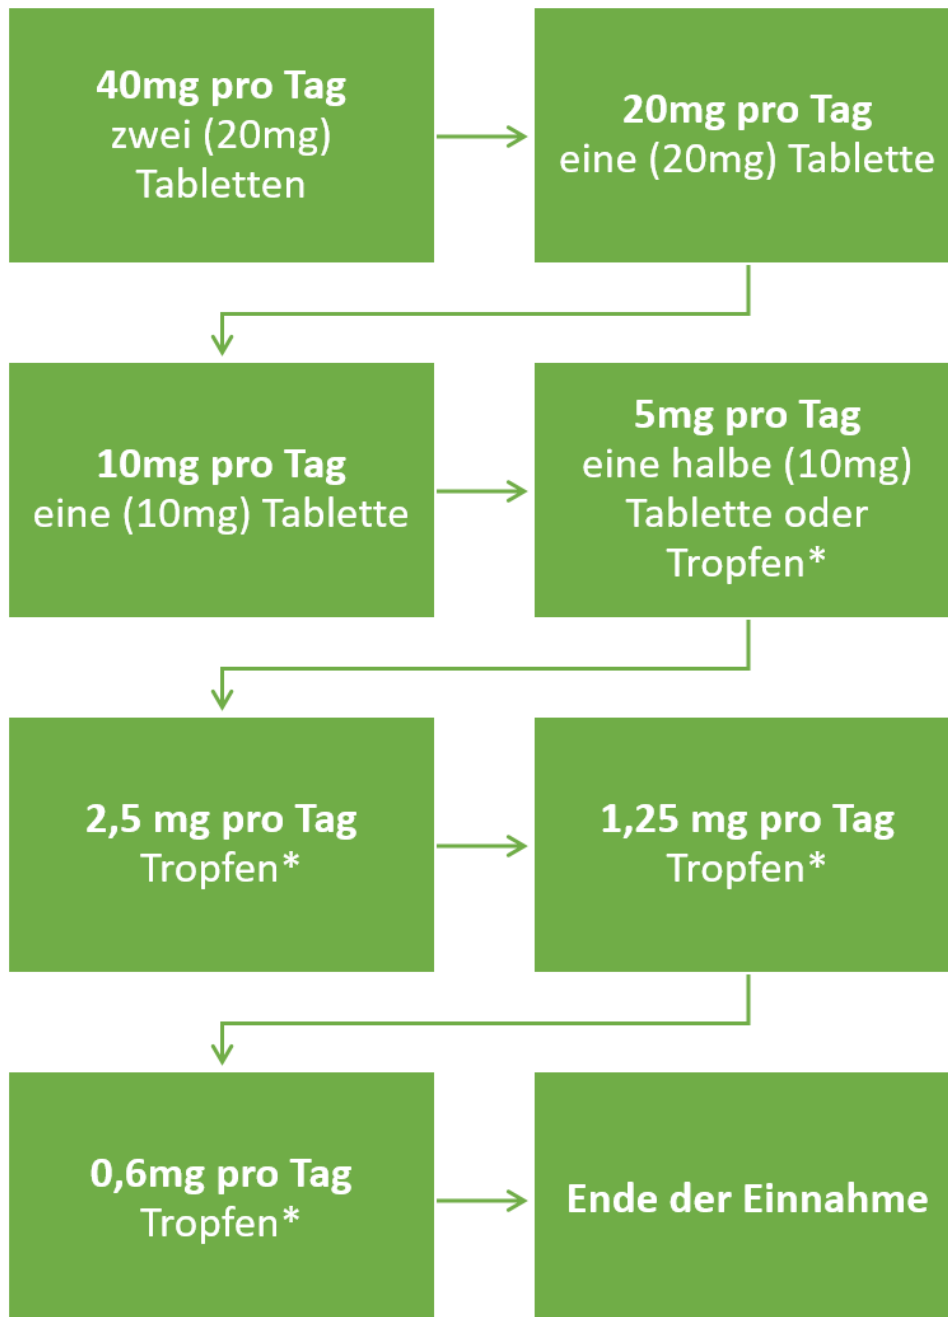 40mg pro Tag
zwei (20mg)
Tabletten
20mg pro Tag
eine (20mg) Tablette
10mg pro Tag
eine (10mg) Tablette
5mg pro Tag
eine halbe (10mg)
Tablette oder
Tropfen*
2,5 mg pro Tag
Tropfen*
1,25 mg pro Tag
Tropfen*
0,6mg pro Tag
Tropfen*
Ende der Einnahme